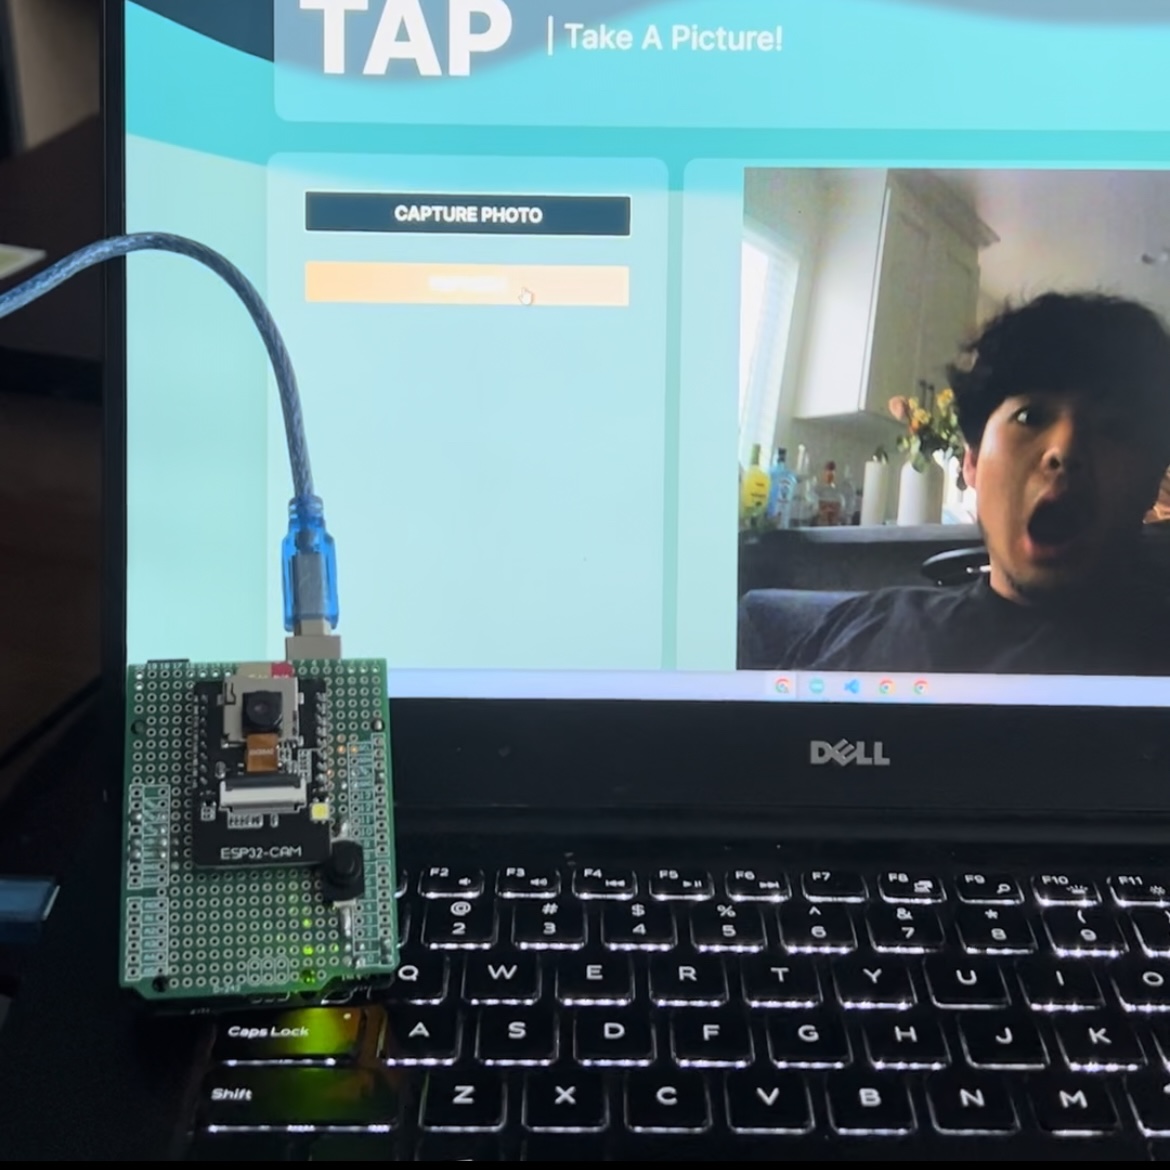 TAP
| Take A Picture!
CAPTURE PHOTO
DELL
ESP32-CAM
F2 F3 F4 F5 F6 F7 F8 F9 F10 F11
@ # $ % ^ & * (
2 3 4 5 6 7 8 9
Q W E R T Y U I O
Caps Lock A S D F G H J K
Shift Z X C V B N M